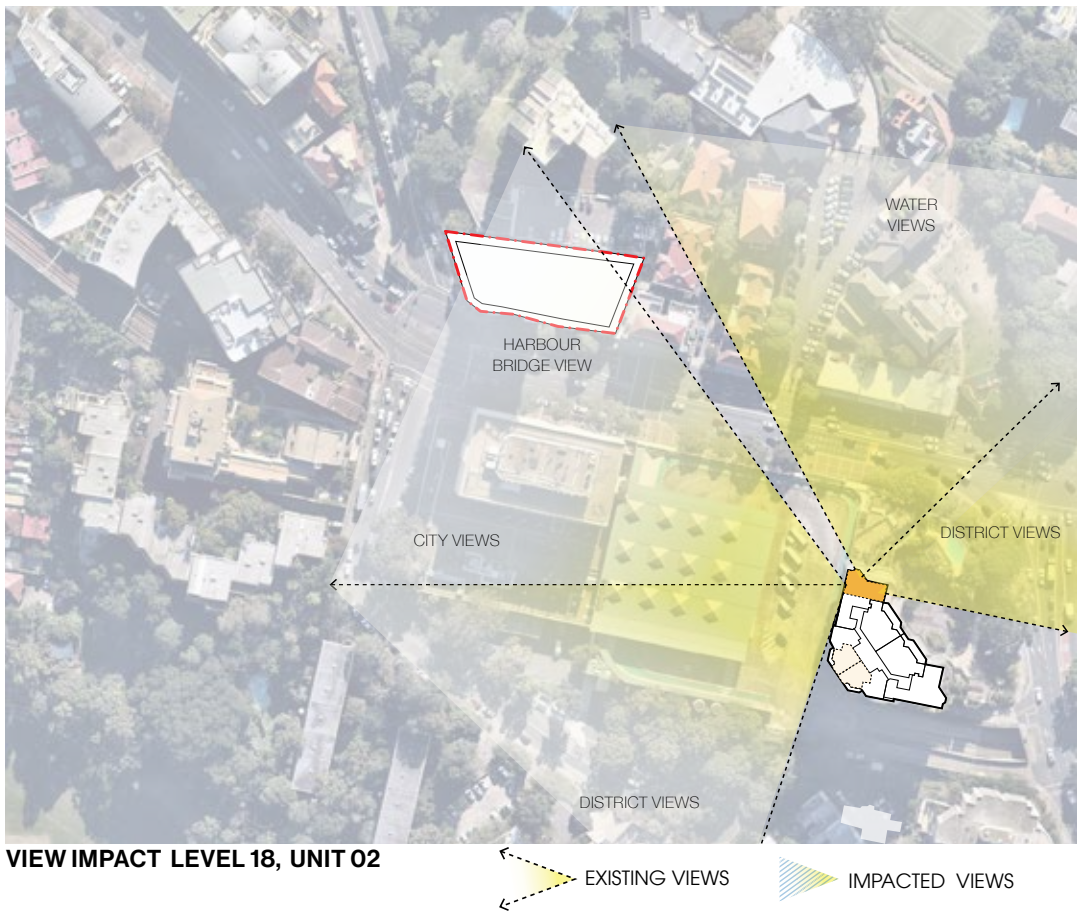 WATER
VIEWS
HARBOUR
BRIDGE VIEW
CITY VIEWS
DISTRICT VIEWS
DISTRICT VIEWS
VIEW IMPACT LEVEL 18, UNIT 02
EXISTING VIEWS
IMPACTED VIEWS